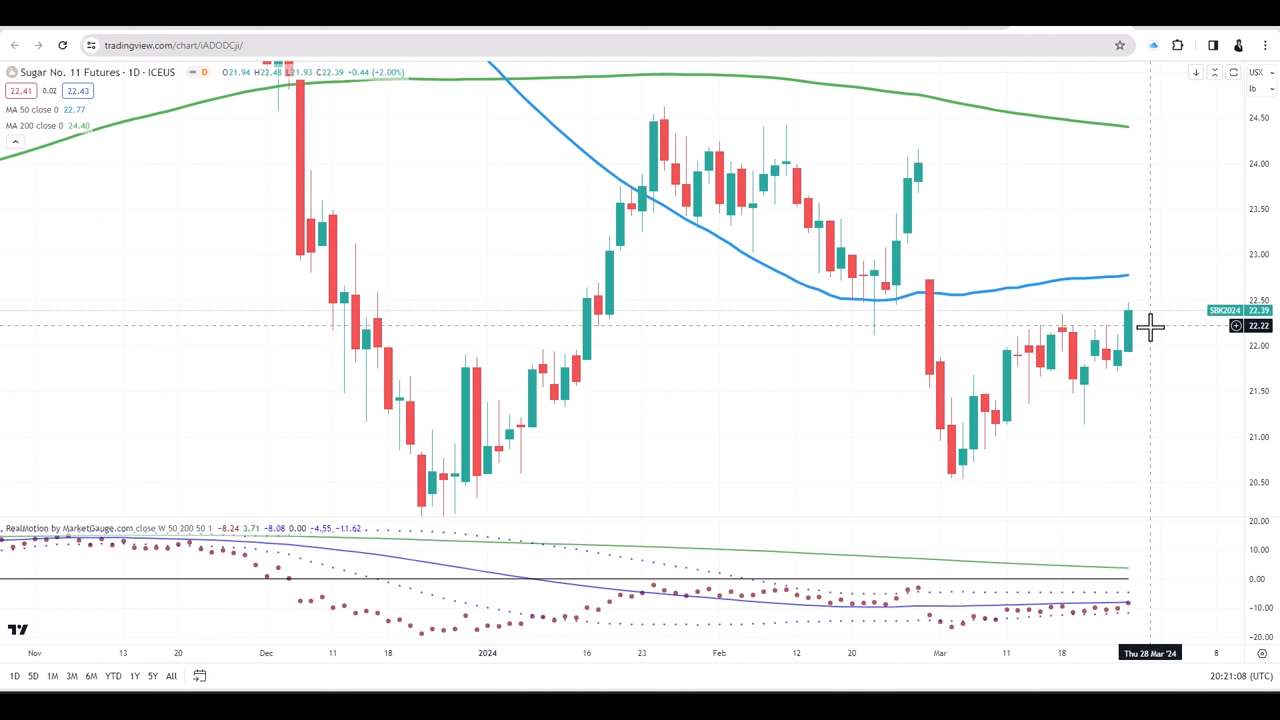 tradingview.com/chart/iADODCji/
Sugar No. 11 Futures · 1D · ICEUS D O21.94 H22.48 L21.93 C22.39 +0.44 (+2.00%)
22.41 0.02 22.43
MA 50 close 0 22.77
MA 200 close 0 24.40
USX
lb
24.50
24.00
23.50
23.00
22.50
SBK2024 22.39
22.22
22.00
21.50
21.00
20.50
RealMotion by MarketGauge.com close W 50 200 50 1 −8.24 3.71 −8.08 0.00 −4.55 −11.62
20.00
10.00
0.00
−10.00
−20.00
Nov 13 20 Dec 11 18 2024 16 23 Feb 12 20 Mar 11 18 Thu 28 Mar '24 8
1D 5D 1M 3M 6M YTD 1Y 5Y All
20:21:08 (UTC)